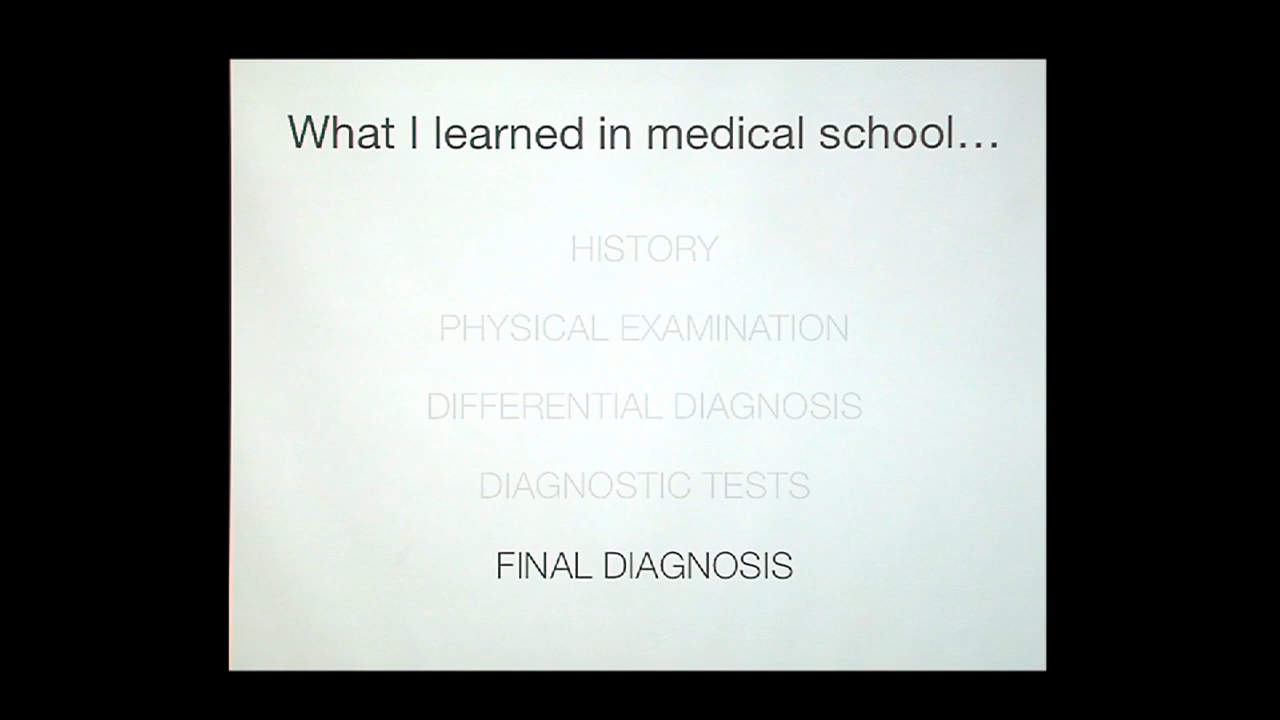 What I learned in medical school…
HISTORY
PHYSICAL EXAMINATION
DIFFERENTIAL DIAGNOSIS
DIAGNOSTIC TESTS
FINAL DIAGNOSIS